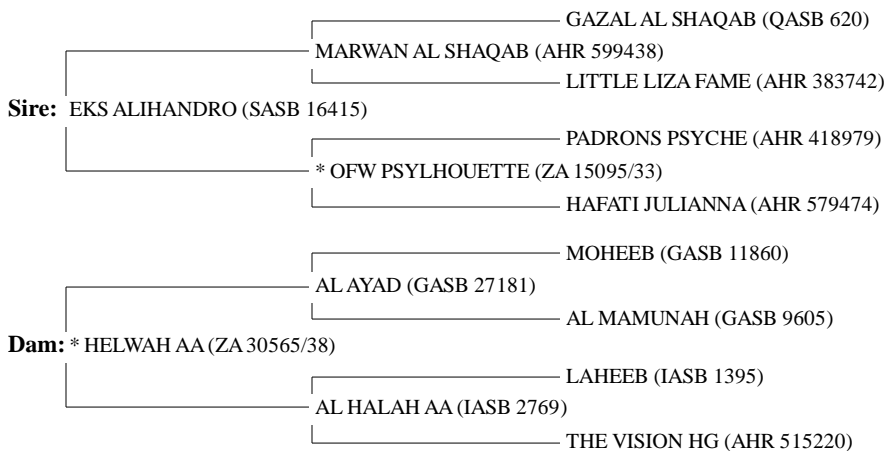 GAZAL AL SHAQAB (QASB 620)
MARWAN AL SHAQAB (AHR 599438)
LITTLE LIZA FAME (AHR 383742)
Sire: EKS ALIHANDRO (SASB 16415)
PADRONS PSYCHE (AHR 418979)
* OFW PSYLHOUETTE (ZA 15095/33)
HAFATI JULIANNA (AHR 579474)
MOHEEB (GASB 11860)
AL AYAD (GASB 27181)
AL MAMUNAH (GASB 9605)
Dam: * HELWAH AA (ZA 30565/38)
LAHEEB (IASB 1395)
AL HALAH AA (IASB 2769)
THE VISION HG (AHR 515220)